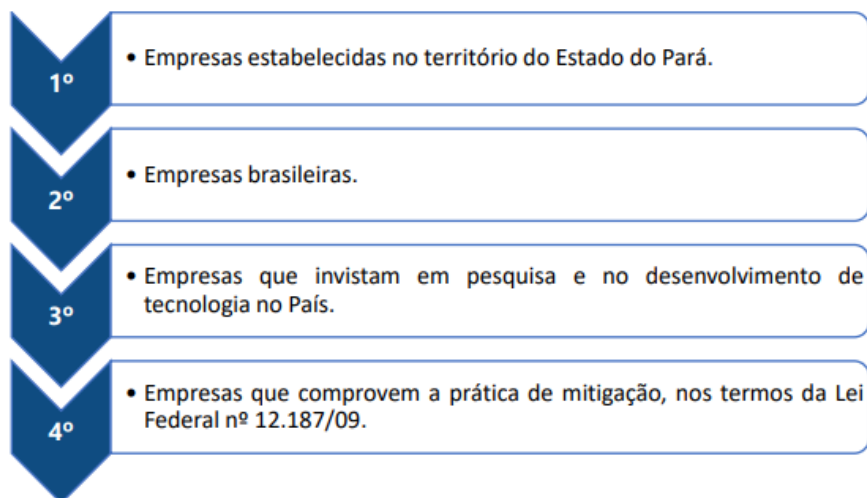 1º
• Empresas estabelecidas no território do Estado do Pará.
2º
• Empresas brasileiras.
3º
• Empresas que invistam em pesquisa e no desenvolvimento de
tecnologia no País.
4º
• Empresas que comprovem a prática de mitigação, nos termos da Lei
Federal nº 12.187/09.